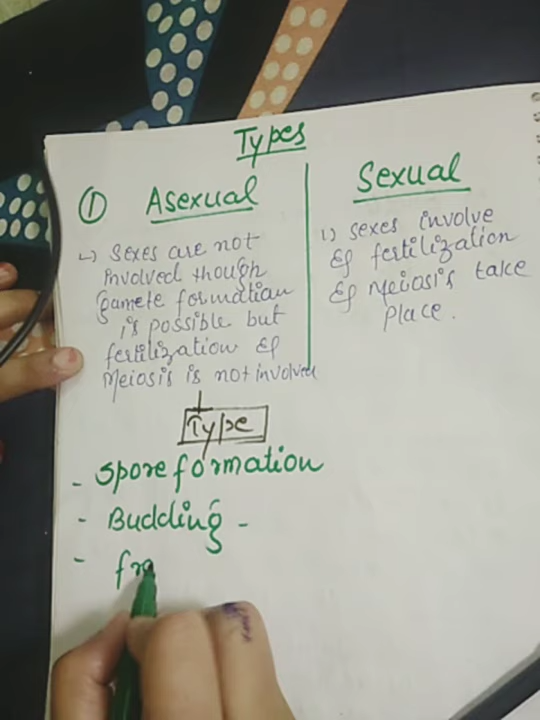 Types
① Asexual
↳ Sexes are not
involved though
Gamete formation
is possible but
fertilization &
Meiosis is not involved
Sexual
1) Sexes involve
& fertilization
& Meiosis take
place.
Type
- Spore formation
- Budding -
- fra